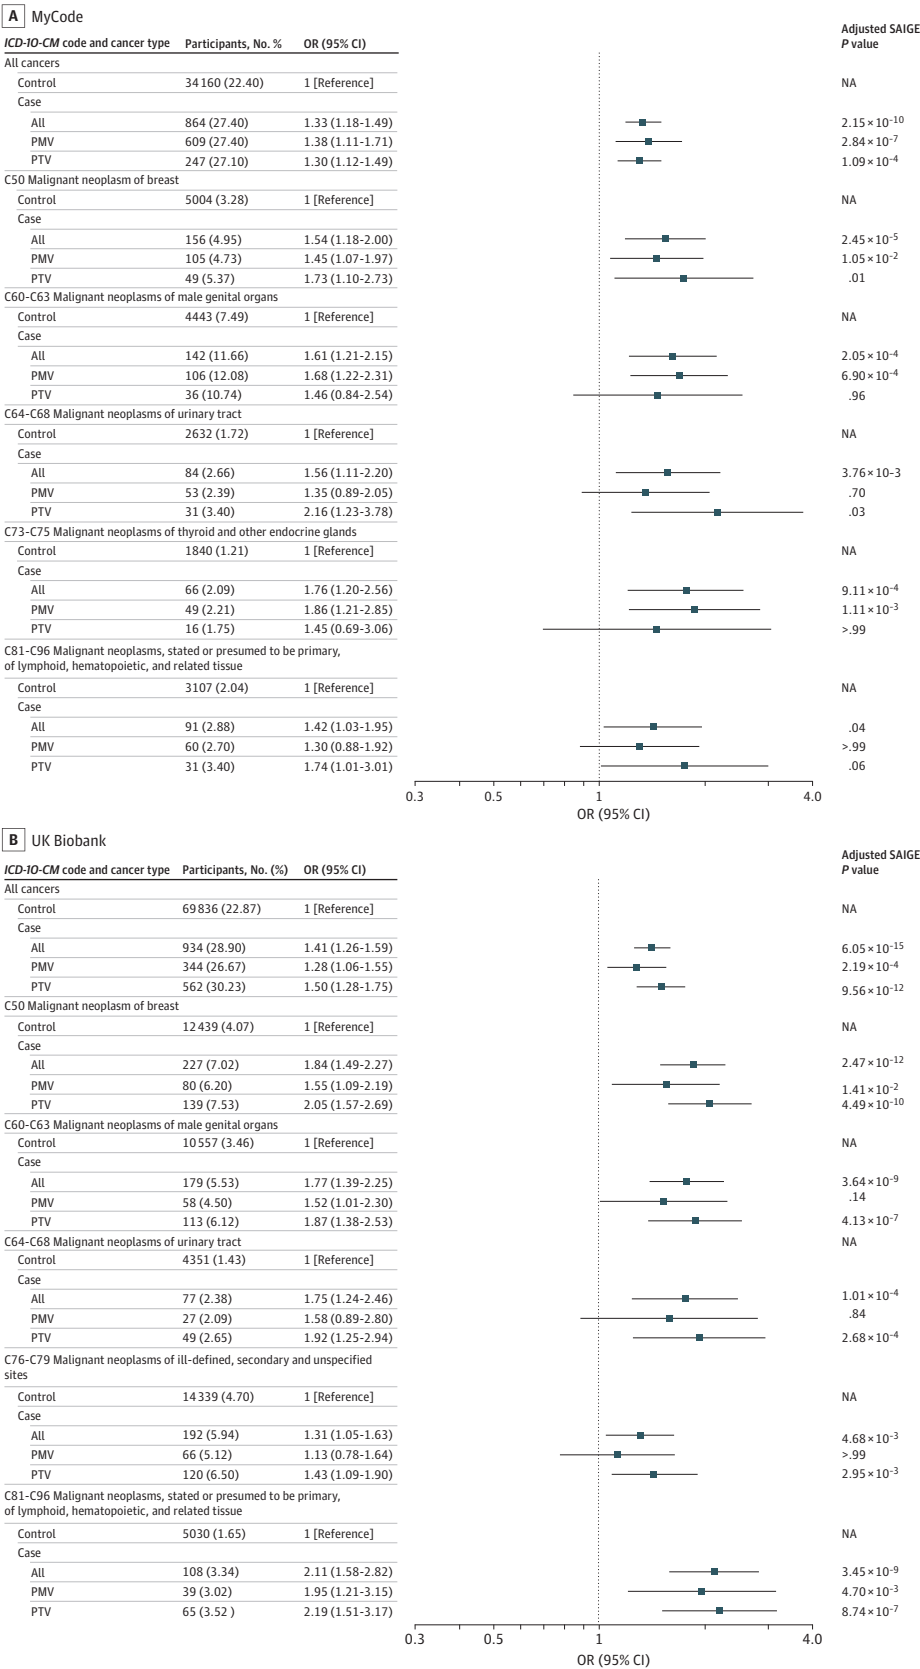 A MyCode
ICD-10-CM code and cancer type Participants, No. % OR (95% CI) Adjusted SAIGE P value
All cancers
Control 34 160 (22.40) 1 [Reference] NA
Case
All 864 (27.40) 1.33 (1.18-1.49) 2.15 × 10⁻¹⁰
PMV 609 (27.40) 1.38 (1.11-1.71) 2.84 × 10⁻⁷
PTV 247 (27.10) 1.30 (1.12-1.49) 1.09 × 10⁻⁴
C50 Malignant neoplasm of breast
Control 5004 (3.28) 1 [Reference] NA
Case
All 156 (4.95) 1.54 (1.18-2.00) 2.45 × 10⁻⁵
PMV 105 (4.73) 1.45 (1.07-1.97) 1.05 × 10⁻²
PTV 49 (5.37) 1.73 (1.10-2.73) .01
C60-C63 Malignant neoplasms of male genital organs
Control 4443 (7.49) 1 [Reference] NA
Case
All 142 (11.66) 1.61 (1.21-2.15) 2.05 × 10⁻⁴
PMV 106 (12.08) 1.68 (1.22-2.31) 6.90 × 10⁻⁴
PTV 36 (10.74) 1.46 (0.84-2.54) .96
C64-C68 Malignant neoplasms of urinary tract
Control 2632 (1.72) 1 [Reference] NA
Case
All 84 (2.66) 1.56 (1.11-2.20) 3.76 × 10-3
PMV 53 (2.39) 1.35 (0.89-2.05) .70
PTV 31 (3.40) 2.16 (1.23-3.78) .03
C73-C75 Malignant neoplasms of thyroid and other endocrine glands
Control 1840 (1.21) 1 [Reference] NA
Case
All 66 (2.09) 1.76 (1.20-2.56) 9.11 × 10⁻⁴
PMV 49 (2.21) 1.86 (1.21-2.85) 1.11 × 10⁻³
PTV 16 (1.75) 1.45 (0.69-3.06) >.99
C81-C96 Malignant neoplasms, stated or presumed to be primary,
of lymphoid, hematopoietic, and related tissue
Control 3107 (2.04) 1 [Reference] NA
Case
All 91 (2.88) 1.42 (1.03-1.95) .04
PMV 60 (2.70) 1.30 (0.88-1.92) >.99
PTV 31 (3.40) 1.74 (1.01-3.01) .06
0.3 0.5 1 4.0
OR (95% CI)
B UK Biobank
ICD-10-CM code and cancer type Participants, No. (%) OR (95% CI) Adjusted SAIGE P value
All cancers
Control 69 836 (22.87) 1 [Reference] NA
Case
All 934 (28.90) 1.41 (1.26-1.59) 6.05 × 10⁻¹⁵
PMV 344 (26.67) 1.28 (1.06-1.55) 2.19 × 10⁻⁴
PTV 562 (30.23) 1.50 (1.28-1.75) 9.56 × 10⁻¹²
C50 Malignant neoplasm of breast
Control 12 439 (4.07) 1 [Reference] NA
Case
All 227 (7.02) 1.84 (1.49-2.27) 2.47 × 10⁻¹²
PMV 80 (6.20) 1.55 (1.09-2.19) 1.41 × 10⁻²
PTV 139 (7.53) 2.05 (1.57-2.69) 4.49 × 10⁻¹⁰
C60-C63 Malignant neoplasms of male genital organs
Control 10 557 (3.46) 1 [Reference] NA
Case
All 179 (5.53) 1.77 (1.39-2.25) 3.64 × 10⁻⁹
PMV 58 (4.50) 1.52 (1.01-2.30) .14
PTV 113 (6.12) 1.87 (1.38-2.53) 4.13 × 10⁻⁷
C64-C68 Malignant neoplasms of urinary tract NA
Control 4351 (1.43) 1 [Reference]
Case
All 77 (2.38) 1.75 (1.24-2.46) 1.01 × 10⁻⁴
PMV 27 (2.09) 1.58 (0.89-2.80) .84
PTV 49 (2.65) 1.92 (1.25-2.94) 2.68 × 10⁻⁴
C76-C79 Malignant neoplasms of ill-defined, secondary and unspecified
sites
Control 14 339 (4.70) 1 [Reference] NA
Case
All 192 (5.94) 1.31 (1.05-1.63) 4.68 × 10⁻³
PMV 66 (5.12) 1.13 (0.78-1.64) >.99
PTV 120 (6.50) 1.43 (1.09-1.90) 2.95 × 10⁻³
C81-C96 Malignant neoplasms, stated or presumed to be primary,
of lymphoid, hematopoietic, and related tissue
Control 5030 (1.65) 1 [Reference] NA
Case
All 108 (3.34) 2.11 (1.58-2.82) 3.45 × 10⁻⁹
PMV 39 (3.02) 1.95 (1.21-3.15) 4.70 × 10⁻³
PTV 65 (3.52 ) 2.19 (1.51-3.17) 8.74 × 10⁻⁷
0.3 0.5 1 4.0
OR (95% CI)